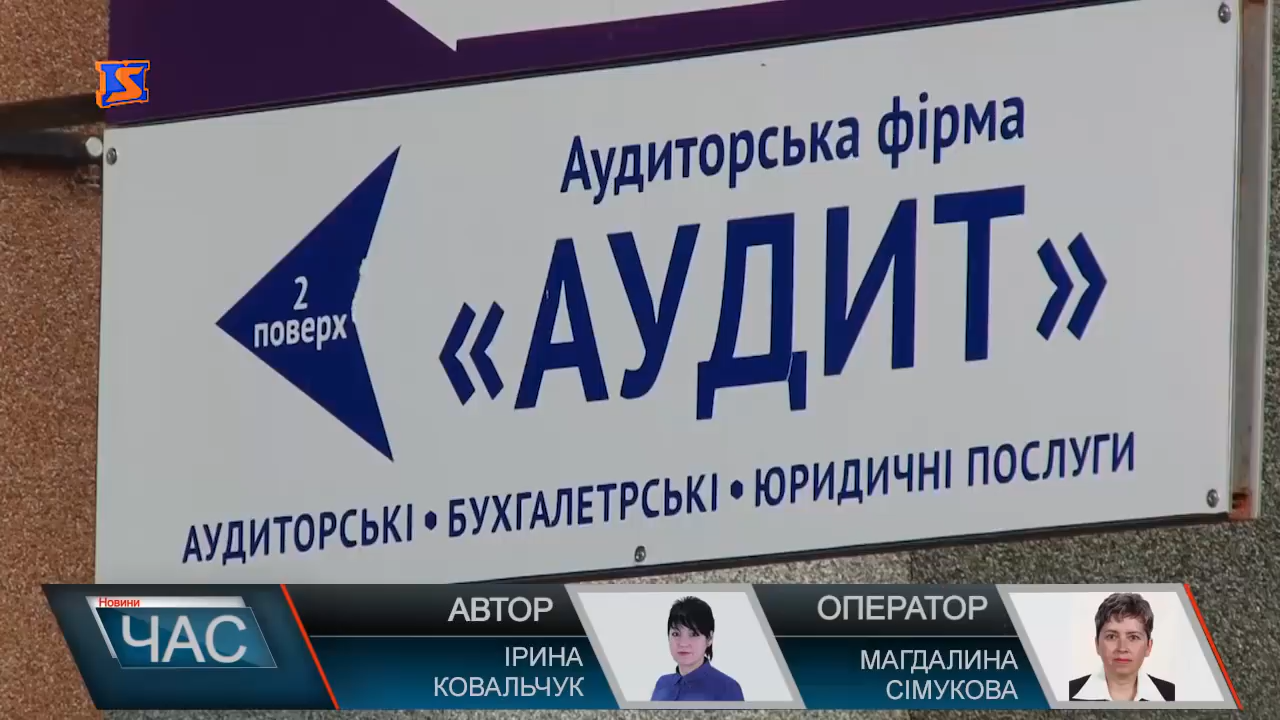 Аудиторська фірма
«АУДИТ»
2
поверх
АУДИТОРСЬКІ • БУХГАЛЕТРСЬКІ • ЮРИДИЧНІ ПОСЛУГИ
Новини
ЧАС
АВТОР
ІРИНА
КОВАЛЬЧУК
ОПЕРАТОР
МАГДАЛИНА
СІМУКОВА